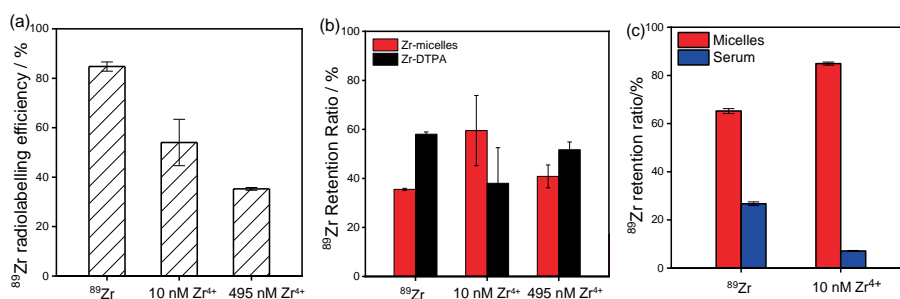 (a)
⁸⁹Zr radiolabelling efficiency / %
100
80
60
40
20
0
⁸⁹Zr
10 nM Zr⁴⁺
495 nM Zr⁴⁺
(b)
⁸⁹Zr Retention Ratio / %
100
80
60
40
20
0
Zr-micelles
Zr-DTPA
⁸⁹Zr
10 nM Zr⁴⁺
495 nM Zr⁴⁺
(c)
⁸⁹Zr retention ratio/%
100
80
60
40
20
0
Micelles
Serum
⁸⁹Zr
10 nM Zr⁴⁺